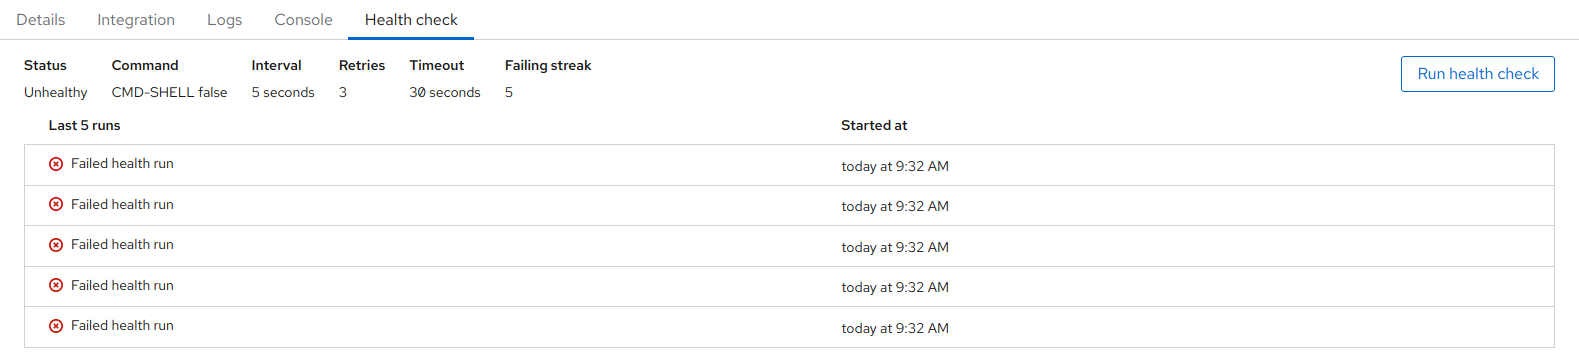 Details Integration Logs Console Health check
Status Command Interval Retries Timeout Failing streak
Unhealthy CMD-SHELL false 5 seconds 3 30 seconds 5
Run health check
Last 5 runs Started at
Failed health run today at 9:32 AM
Failed health run today at 9:32 AM
Failed health run today at 9:32 AM
Failed health run today at 9:32 AM
Failed health run today at 9:32 AM